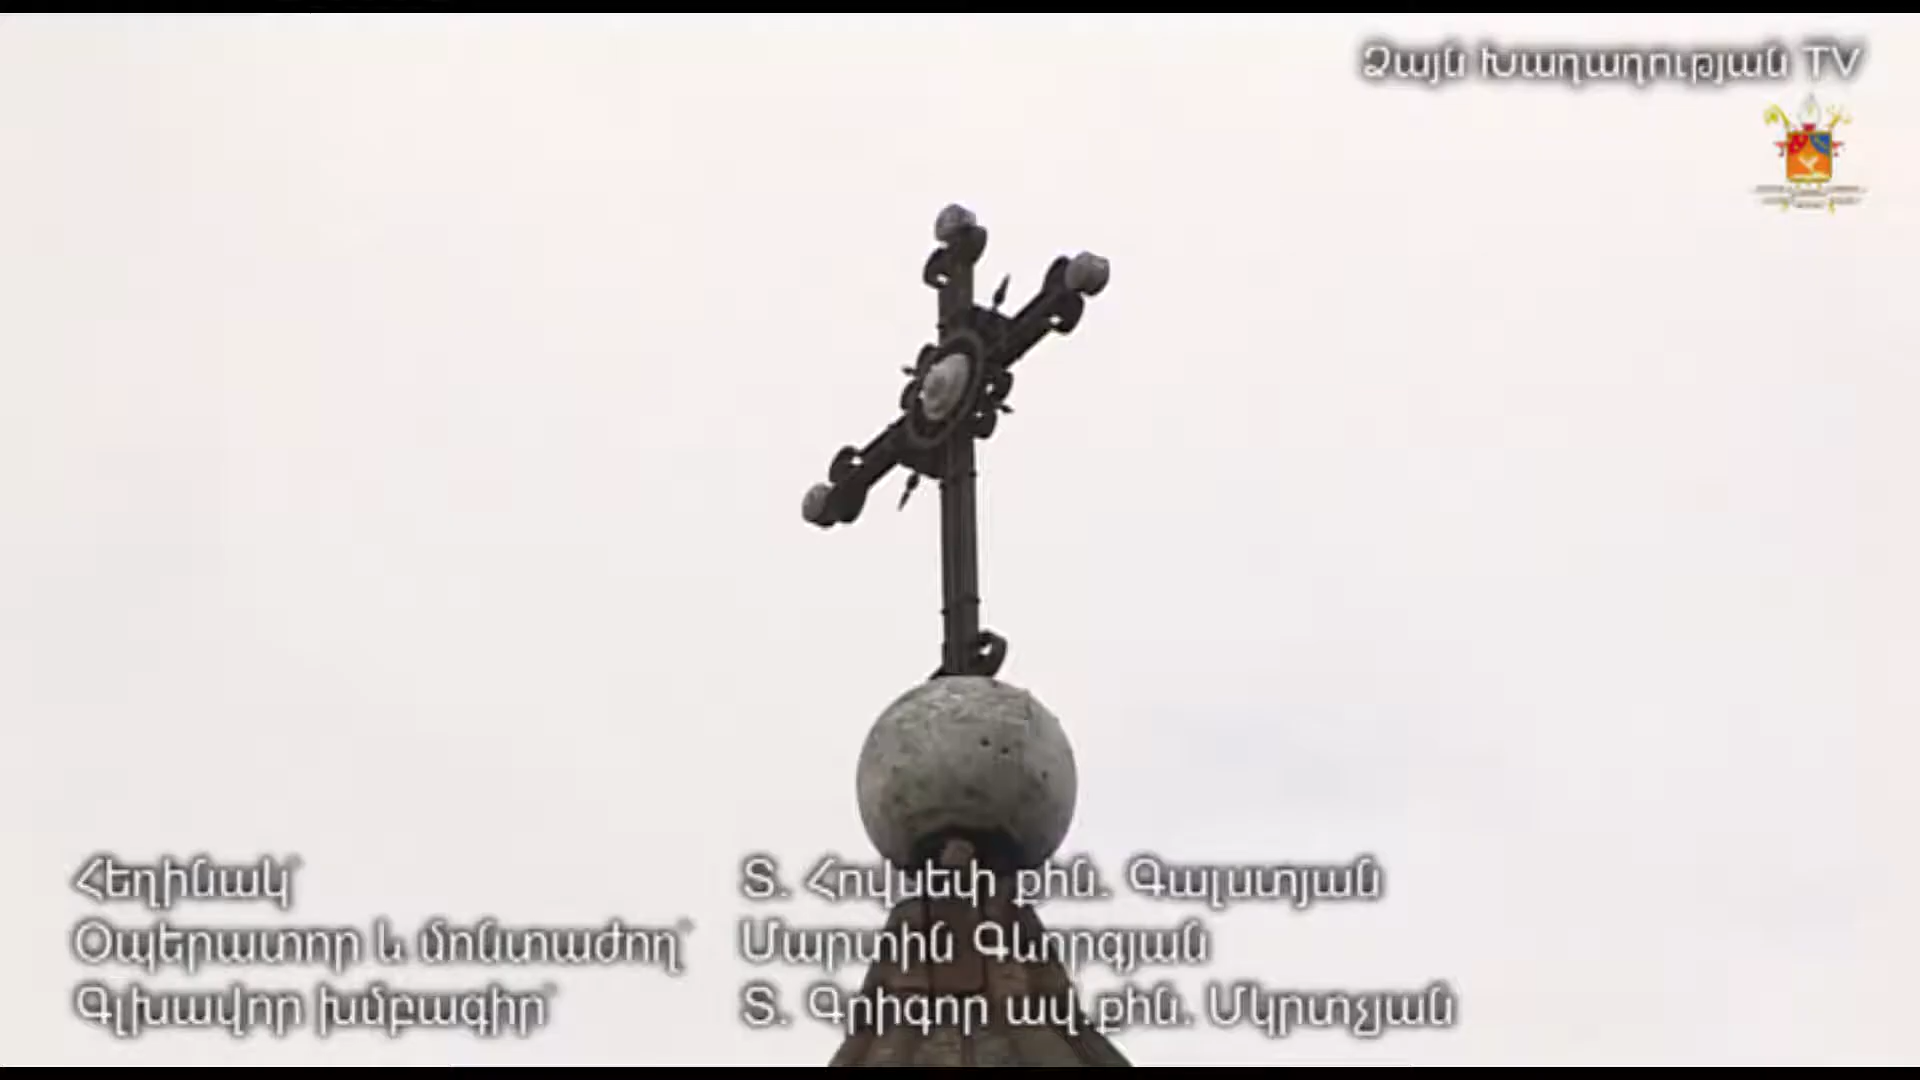 Ձայն Խաղաղության TV
Հեղինակ՝ Տ. Հովսեփ քհն. Գալստյան
Օպերատոր և մոնտաժող՝ Մարտին Գևորգյան
Գլխավոր խմբագիր՝ Տ. Գրիգոր ավ.քհն. Մկրտչյան